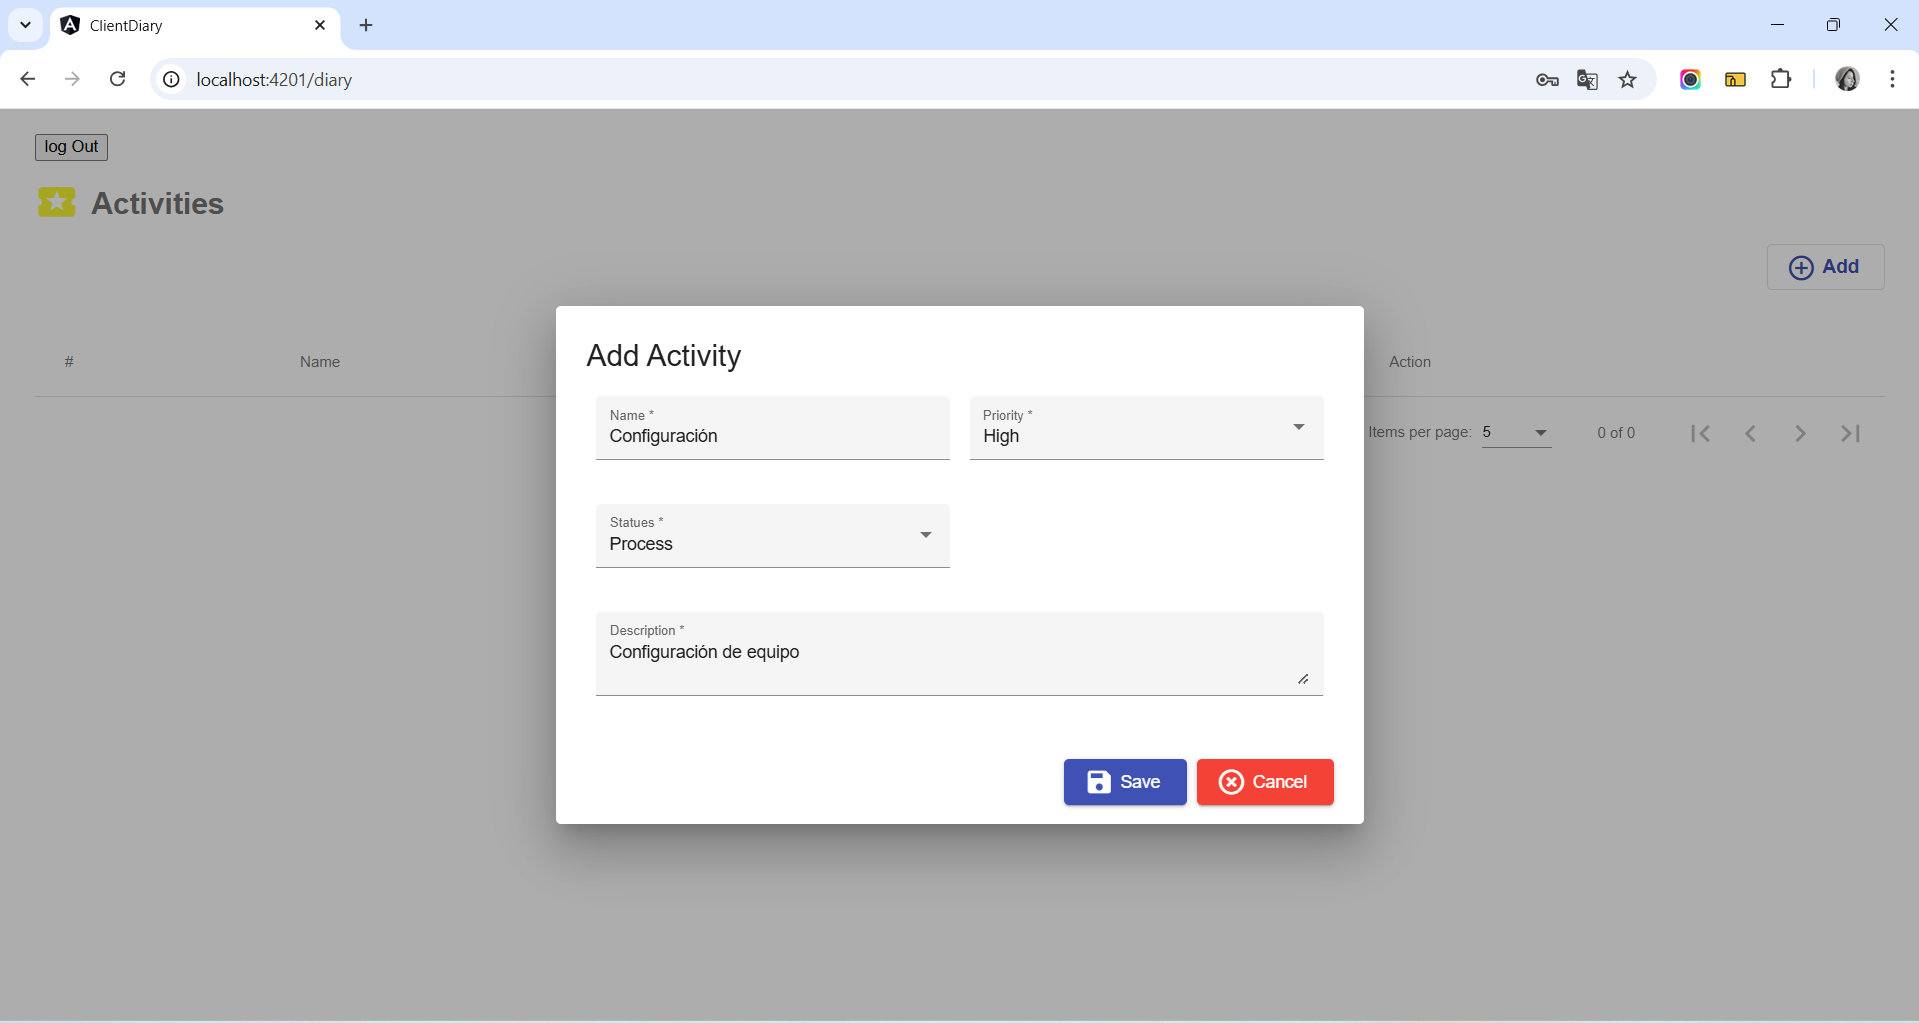 ClientDiary
localhost:4201/diary
log Out
Activities
Add
# Name Action
Items per page: 5 0 of 0
Add Activity
Name *
Configuración
Priority *
High
Statues *
Process
Description *
Configuración de equipo
Save
Cancel